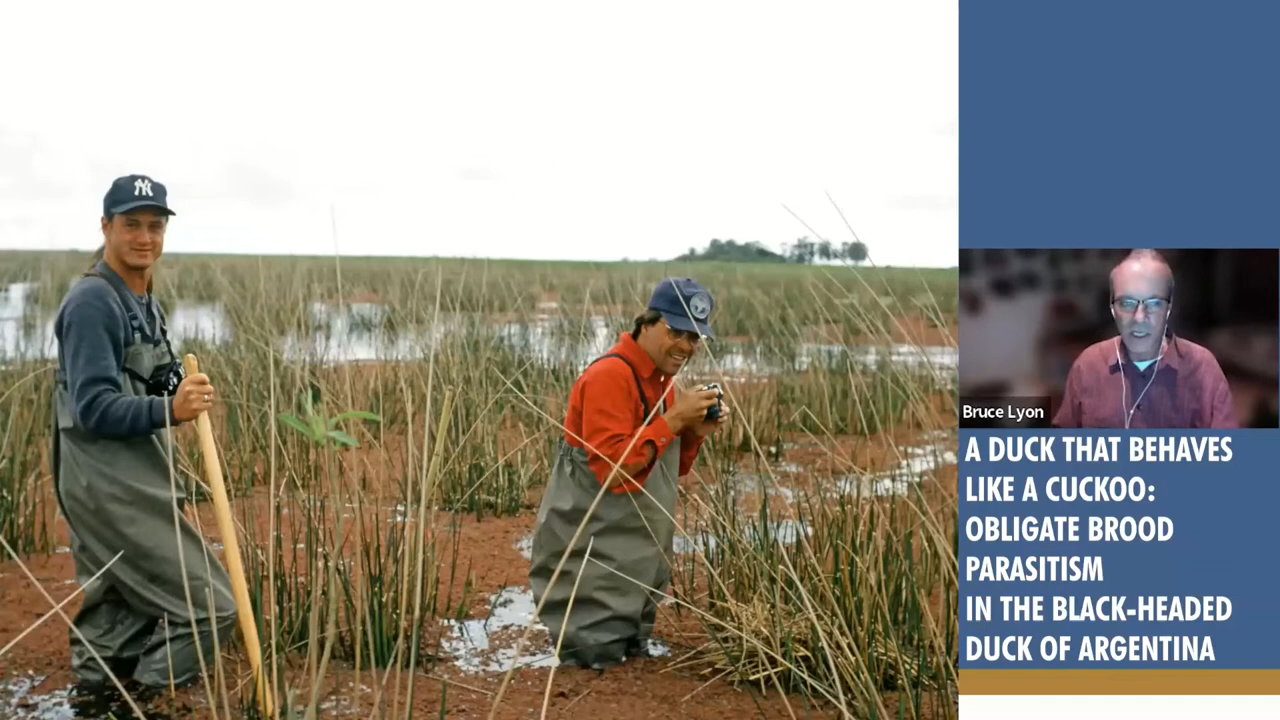 NY
Bruce Lyon
A DUCK THAT BEHAVES
LIKE A CUCKOO:
OBLIGATE BROOD
PARASITISM
IN THE BLACK-HEADED
DUCK OF ARGENTINA